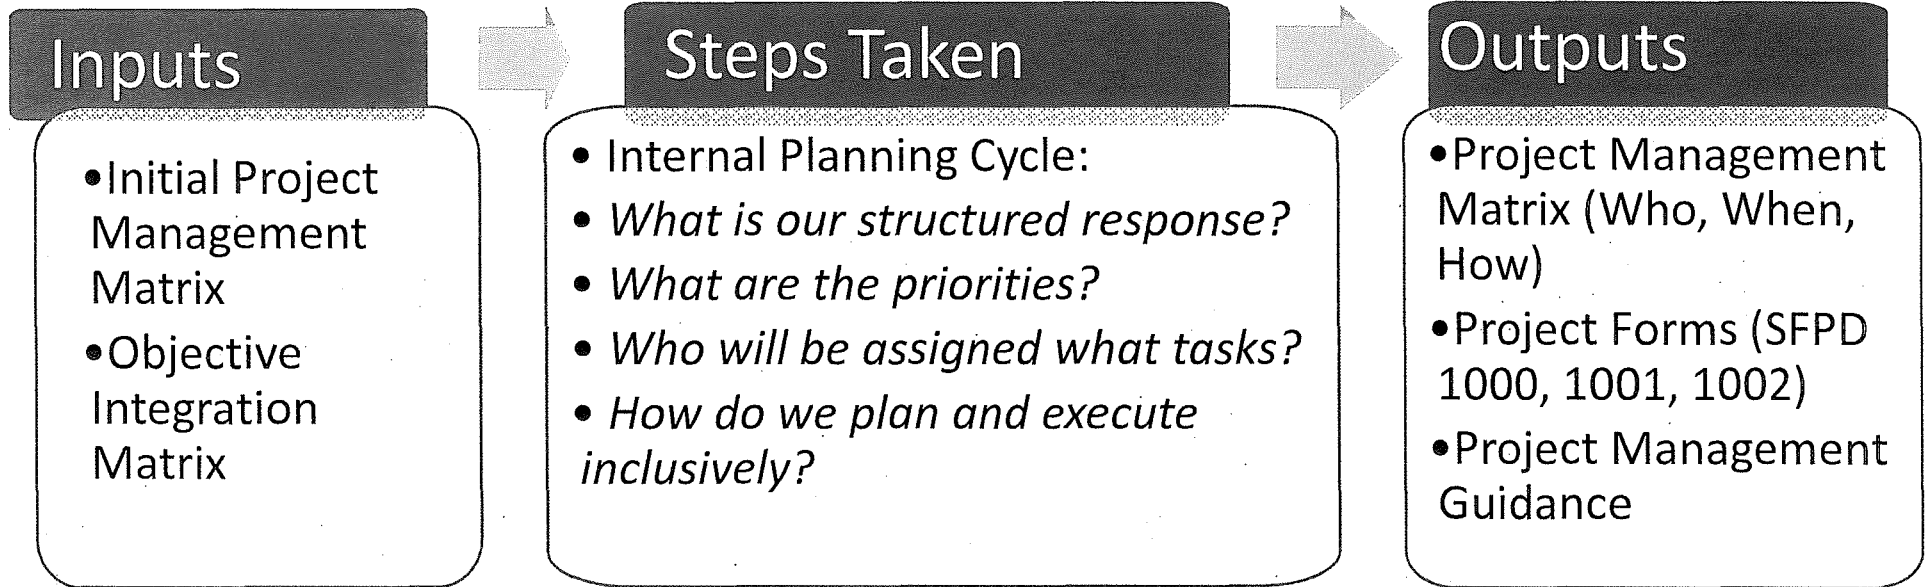 Inputs
•Initial Project
Management
Matrix
•Objective
Integration
Matrix
Steps Taken
• Internal Planning Cycle:
• What is our structured response?
• What are the priorities?
• Who will be assigned what tasks?
• How do we plan and execute
inclusively?
Outputs
•Project Management
Matrix (Who, When,
How)
•Project Forms (SFPD
1000, 1001, 1002)
•Project Management
Guidance